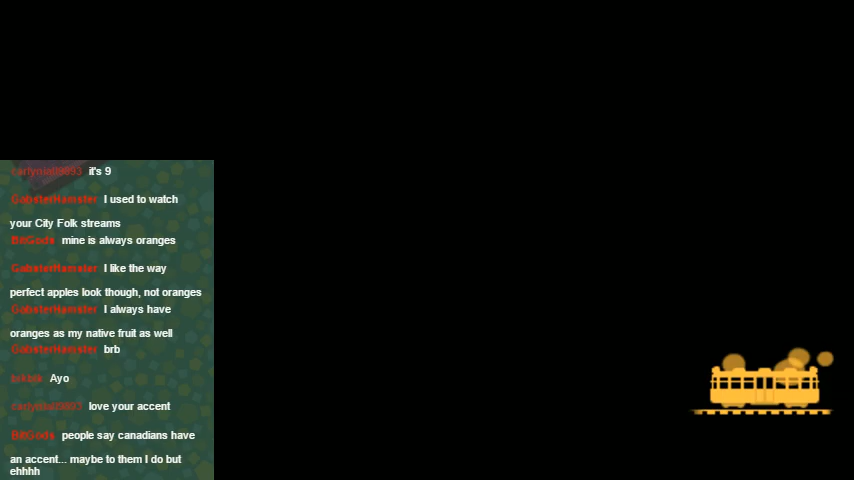 it's 9
GobsterHamster I used to watch
your City Folk streams
BitGods mine is always oranges
GobsterHamster I like the way
perfect apples look though, not oranges
GobsterHamster I always have
oranges as my native fruit as well
GobsterHamster brb
Ayo
love your accent
BitGods people say canadians have
an accent... maybe to them I do but
ehhhh